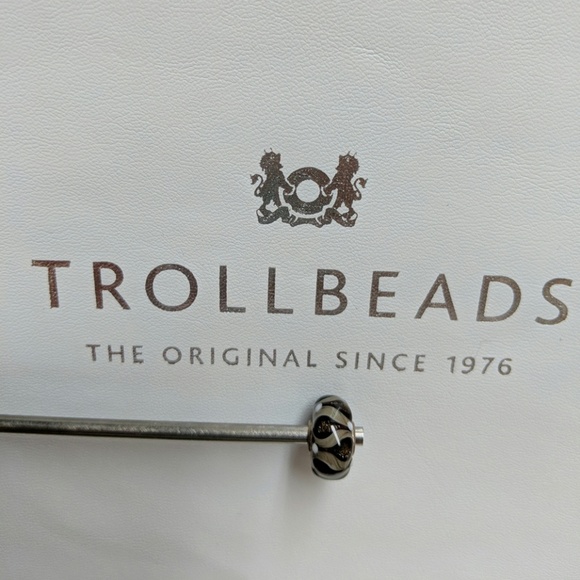 TROLLBEADS
THE ORIGINAL SINCE 1976